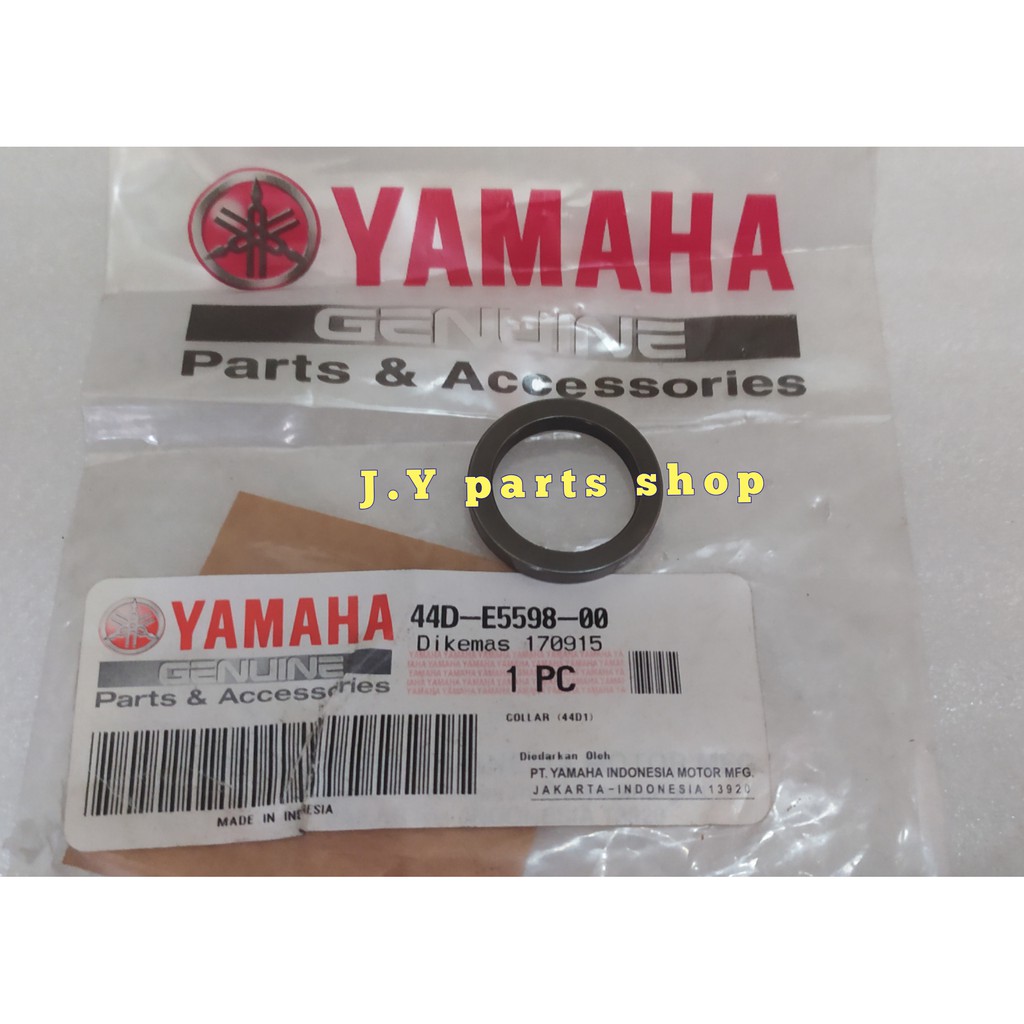 YAMAHA
GENUINE
Parts & Accessories
J.Y parts shop
YAMAHA
GENUINE
Parts & Accessories
44D-E5598-00
Dikemas 170915
1 PC
COLLAR (44D1)
Diedarkan Oleh
PT. YAMAHA INDONESIA MOTOR MFG.
JAKARTA-INDONESIA 13920
MADE IN INDONESIA